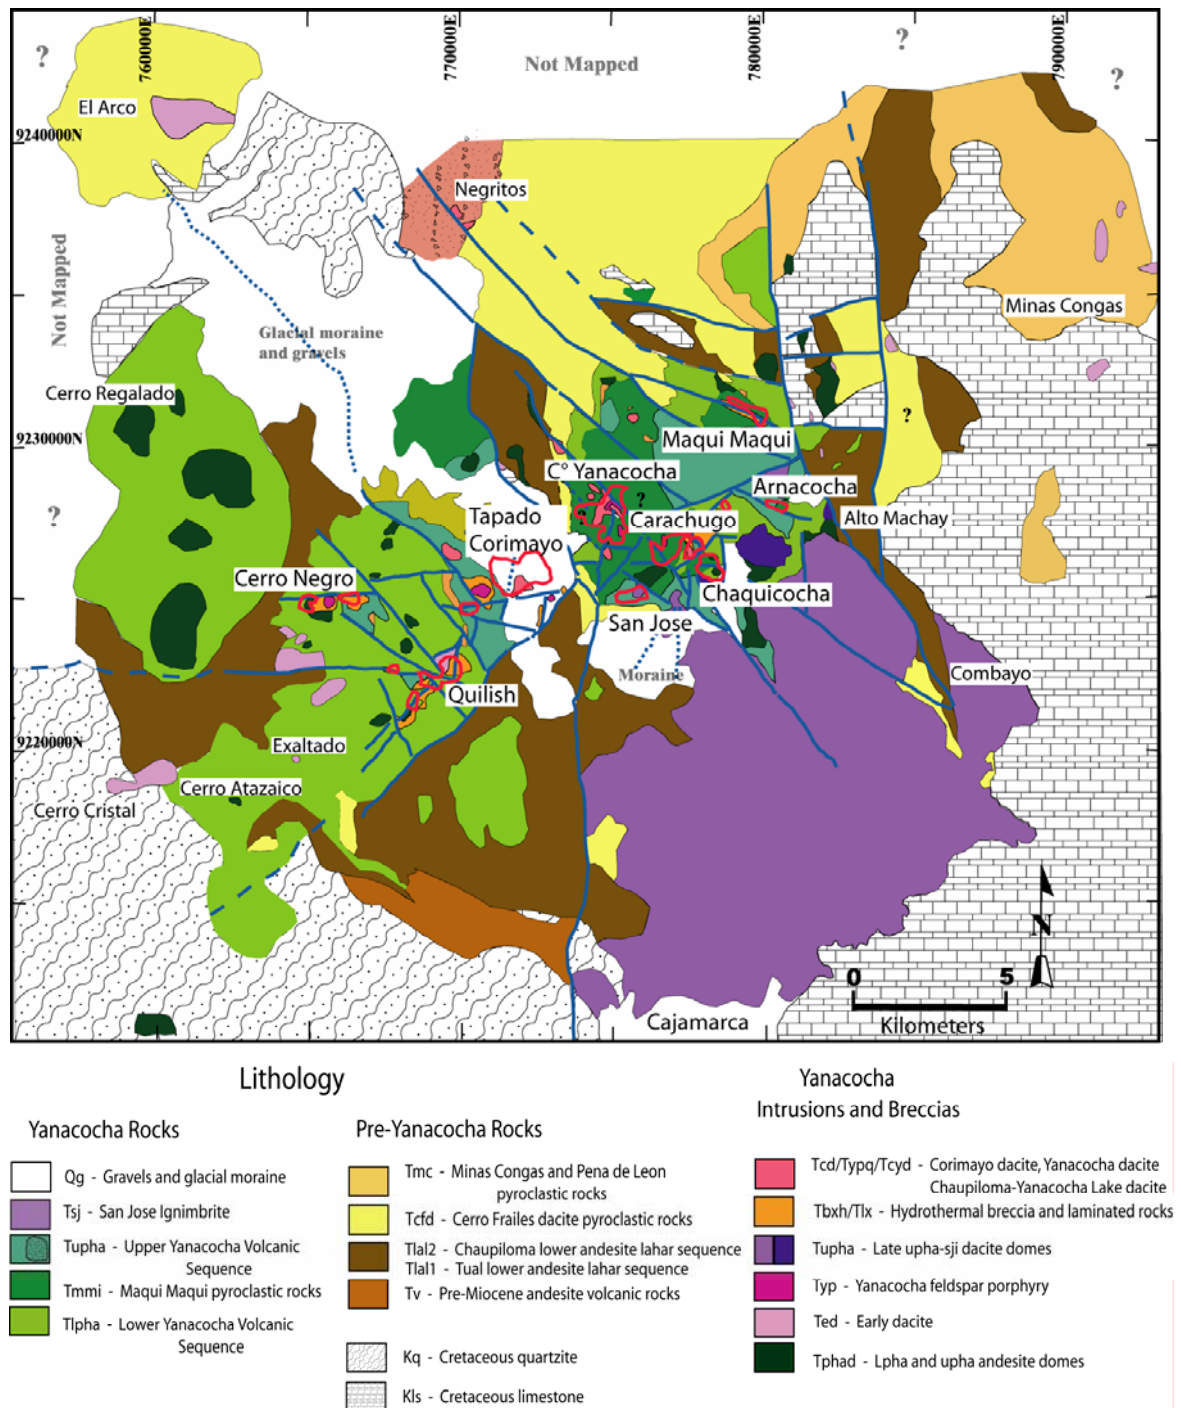 760000E
770000E
780000E
790000E
?
?
?
Not Mapped
El Arco
9240000N
Negritos
Not Mapped
Minas Congas
Glacial moraine
and gravels
Cerro Regalado
?
9230000N
Maqui Maqui
C° Yanacocha
Arnacocha
?
Tapado
Corimayo
Carachugo
Alto Machay
?
Cerro Negro
Chaquicocha
San Jose
Moraine
Combayo
Quilish
9220000N
Exaltado
Cerro Atazaico
Cerro Cristal
N
0 5
Kilometers
Cajamarca
Lithology
Yanacocha Rocks
Qg - Gravels and glacial moraine
Tsj - San Jose Ignimbrite
Tupha - Upper Yanacocha Volcanic
Sequence
Tmmi - Maqui Maqui pyroclastic rocks
Tlpha - Lower Yanacocha Volcanic
Sequence
Pre-Yanacocha Rocks
Tmc - Minas Congas and Pena de Leon
pyroclastic rocks
Tcfd - Cerro Frailes dacite pyroclastic rocks
Tlal2 - Chaupiloma lower andesite lahar sequence
Tlal1 - Tual lower andesite lahar sequence
Tv - Pre-Miocene andesite volcanic rocks
Kq - Cretaceous quartzite
Kls - Cretaceous limestone
Yanacocha
Intrusions and Breccias
Tcd/Typq/Tcyd - Corimayo dacite, Yanacocha dacite
Chaupiloma-Yanacocha Lake dacite
Tbxh/Tlx - Hydrothermal breccia and laminated rocks
Tupha - Late upha-sji dacite domes
Typ - Yanacocha feldspar porphyry
Ted - Early dacite
Tphad - Lpha and upha andesite domes